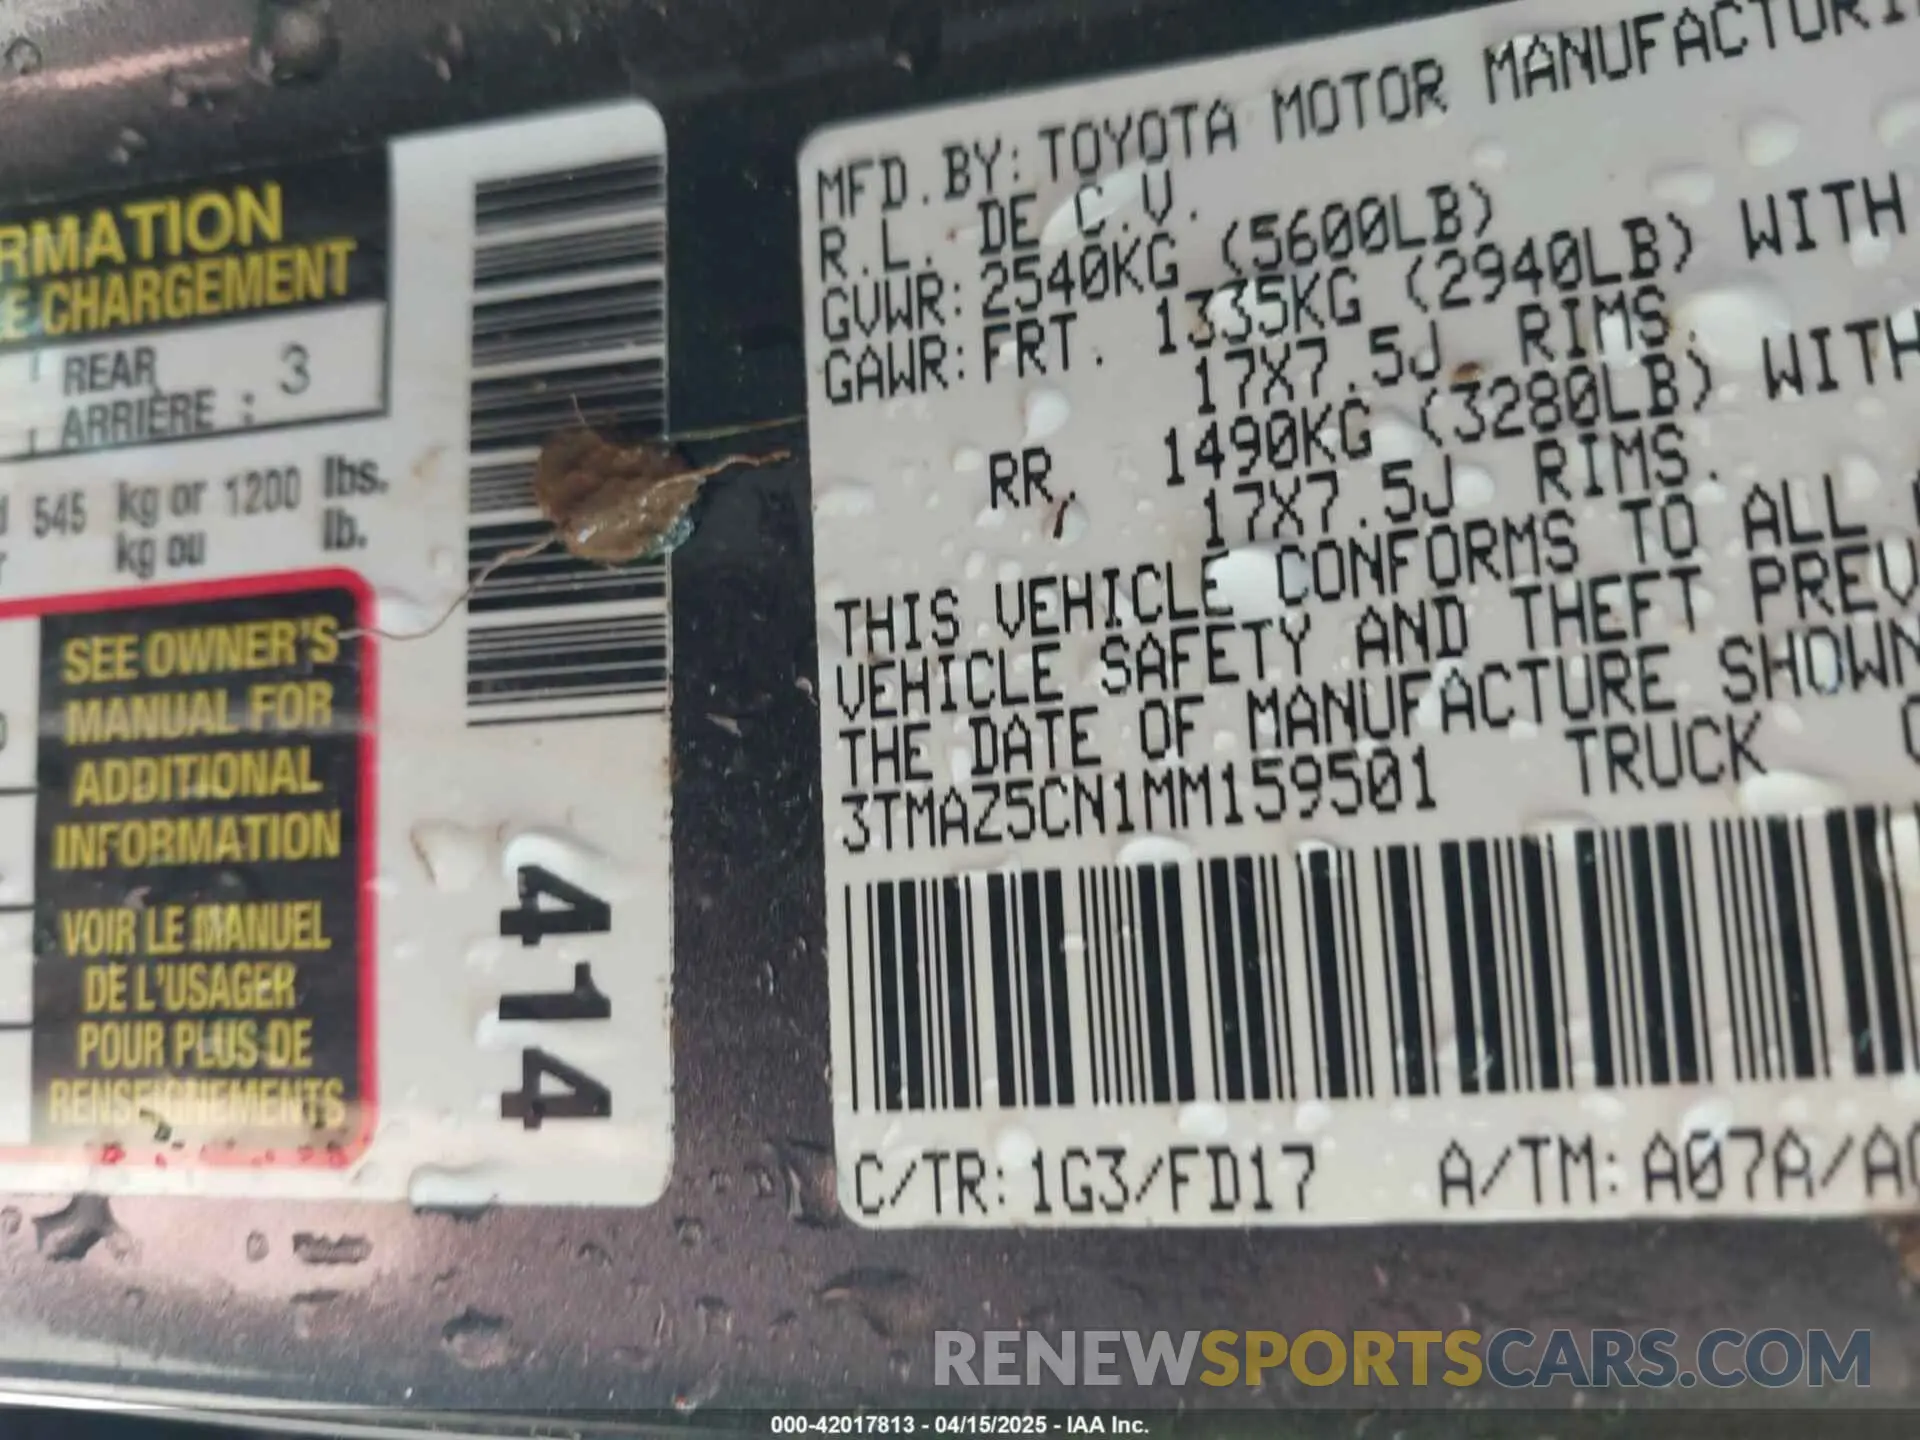 RMATION
E CHARGEMENT
REAR
ARRIÈRE : 3
545 kg or 1200 lbs.
kg ou lb.
SEE OWNER'S
MANUAL FOR
ADDITIONAL
INFORMATION
VOIR LE MANUEL
DE L'USAGER
POUR PLUS DE
RENSEIGNEMENTS
414
MFD.BY: TOYOTA MOTOR MANUFACTURI
R.L. DE C.V.
GVWR: 2540KG (5600LB)
GAWR: FRT. 1335KG (2940LB) WITH
17X7.5J RIMS.
RR. 1490KG (3280LB) WITH
17X7.5J RIMS.
THIS VEHICLE CONFORMS TO ALL
VEHICLE SAFETY AND THEFT PREV
THE DATE OF MANUFACTURE SHOWN
3TMAZ5CN1MM159501 TRUCK
C/TR: 1G3/FD17 A/TM: A07A/A
RENEWSPORTSCARS.COM
000-42017813 - 04/15/2025 - IAA Inc.